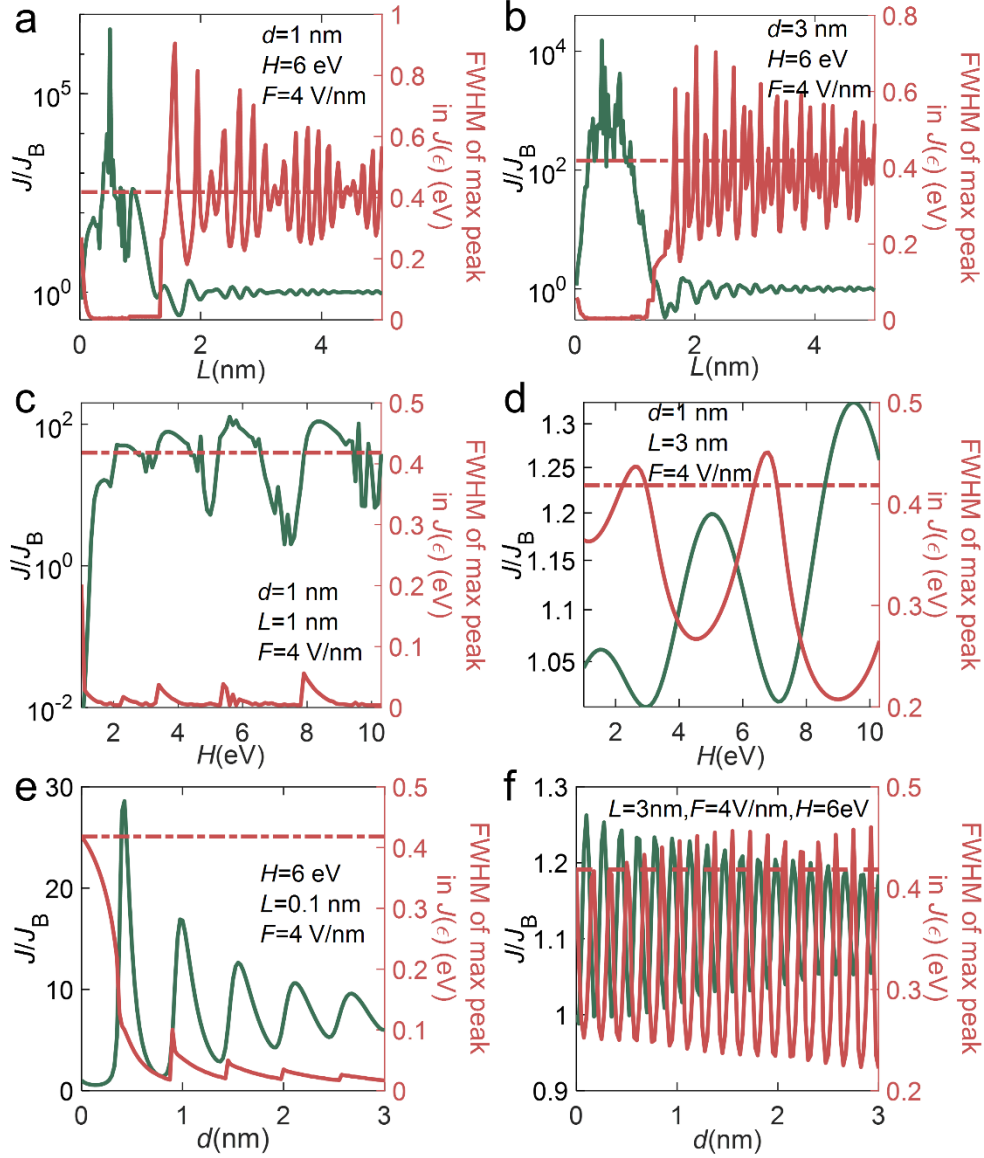 a
d=1 nm
H=6 eV
F=4 V/nm
J/J_B
10^5
10^0
0
2
4
L(nm)
1
0.8
0.6
0.4
0.2
0
FWHM of max peak
in J(ϵ) (eV)
b
d=3 nm
H=6 eV
F=4 V/nm
J/J_B
10^4
10^2
10^0
0
2
4
L(nm)
0.8
0.6
0.4
0.2
0
FWHM of max peak
in J(ϵ) (eV)
c
d=1 nm
L=1 nm
F=4 V/nm
J/J_B
10^2
10^0
10^-2
2
4
6
8
10
H(eV)
0.5
0.4
0.3
0.2
0.1
0
FWHM of max peak
in J(ϵ) (eV)
d
d=1 nm
L=3 nm
F=4 V/nm
J/J_B
1.3
1.25
1.2
1.15
1.1
1.05
2
4
6
8
10
H(eV)
0.5
0.4
0.3
0.2
FWHM of max peak
in J(ϵ) (eV)
e
H=6 eV
L=0.1 nm
F=4 V/nm
J/J_B
30
20
10
0
0
1
2
3
d(nm)
0.5
0.4
0.3
0.2
0.1
0
FWHM of max peak
in J(ϵ) (eV)
f
L=3nm,F=4V/nm,H=6eV
J/J_B
1.3
1.2
1.1
1
0.9
0
1
2
3
d(nm)
0.5
0.4
0.3
0.2
FWHM of max peak
in J(ϵ) (eV)